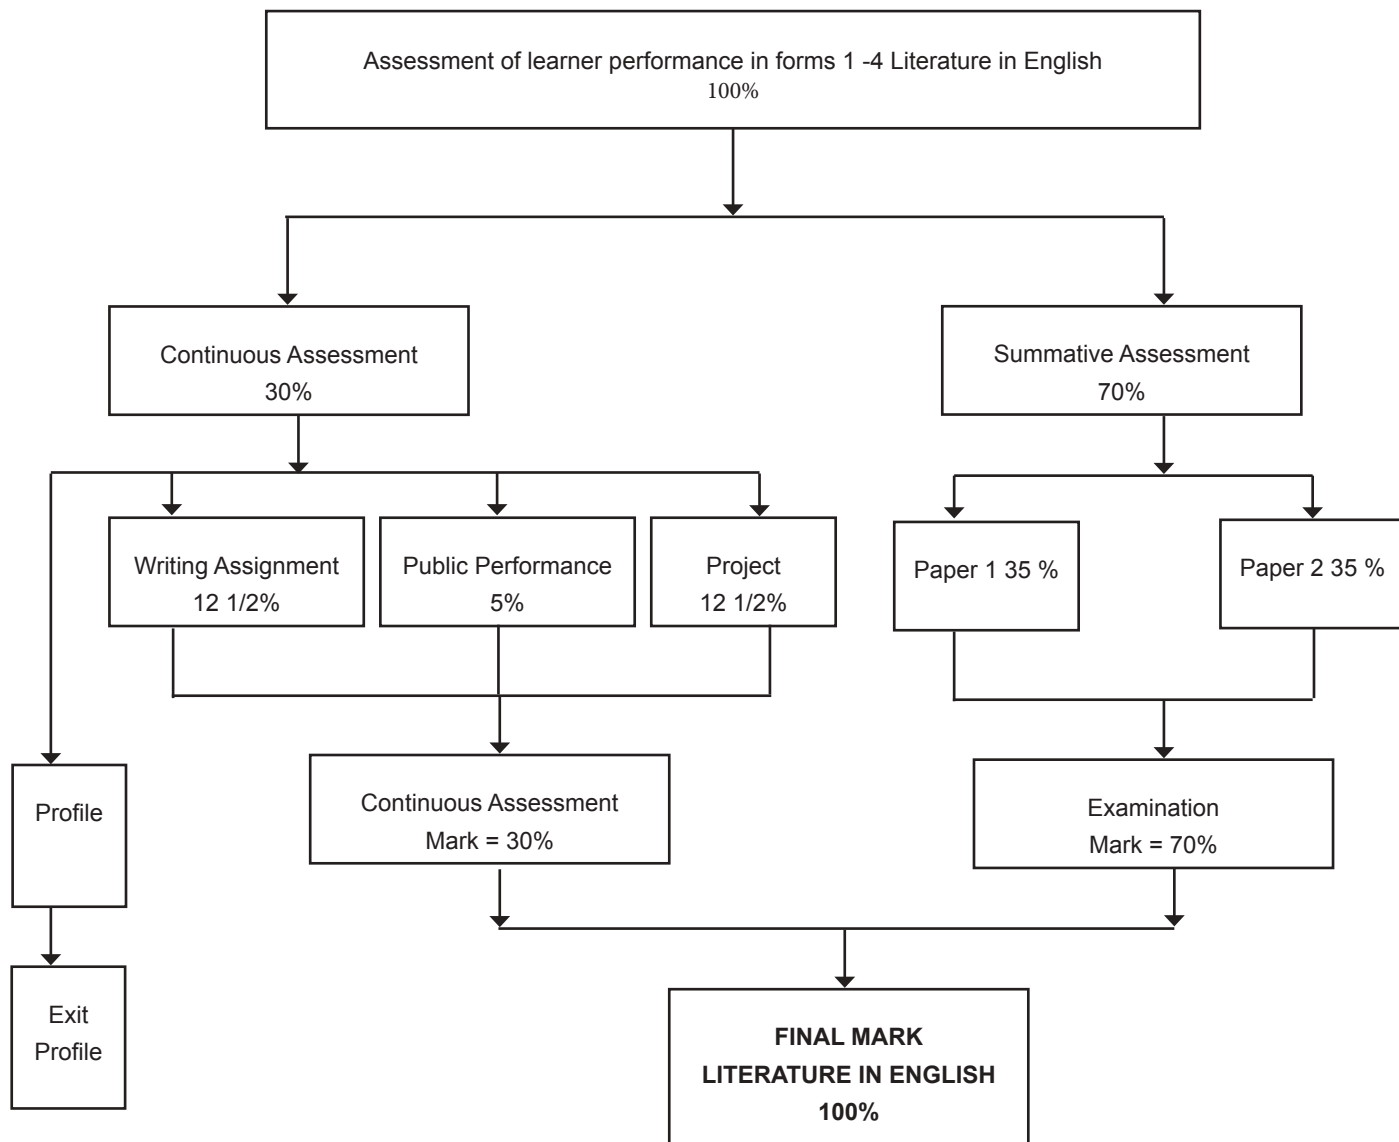 Assessment of learner performance in forms 1 -4 Literature in English
100%
Continuous Assessment
30%
Summative Assessment
70%
Writing Assignment
12 1/2%
Public Performance
5%
Project
12 1/2%
Paper 1 35 %
Paper 2 35 %
Profile
Continuous Assessment
Mark = 30%
Examination
Mark = 70%
Exit
Profile
FINAL MARK
LITERATURE IN ENGLISH
100%